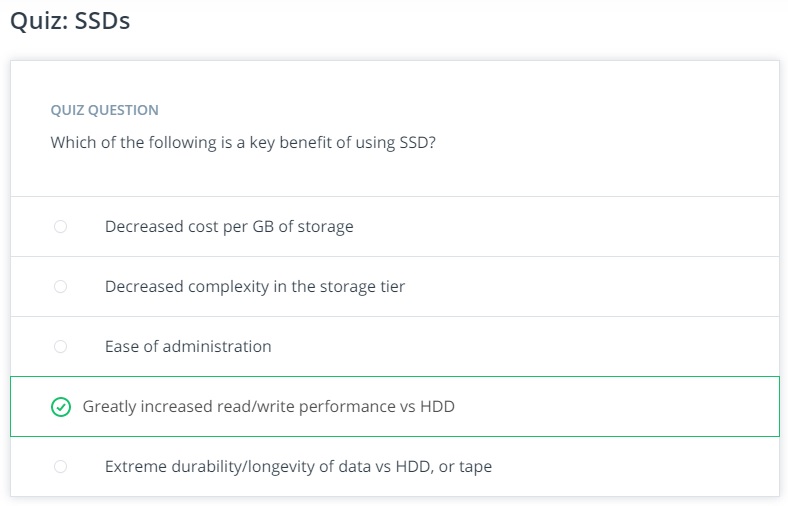 Quiz: SSDs
QUIZ QUESTION
Which of the following is a key benefit of using SSD?
Decreased cost per GB of storage
Decreased complexity in the storage tier
Ease of administration
Greatly increased read/write performance vs HDD
Extreme durability/longevity of data vs HDD, or tape